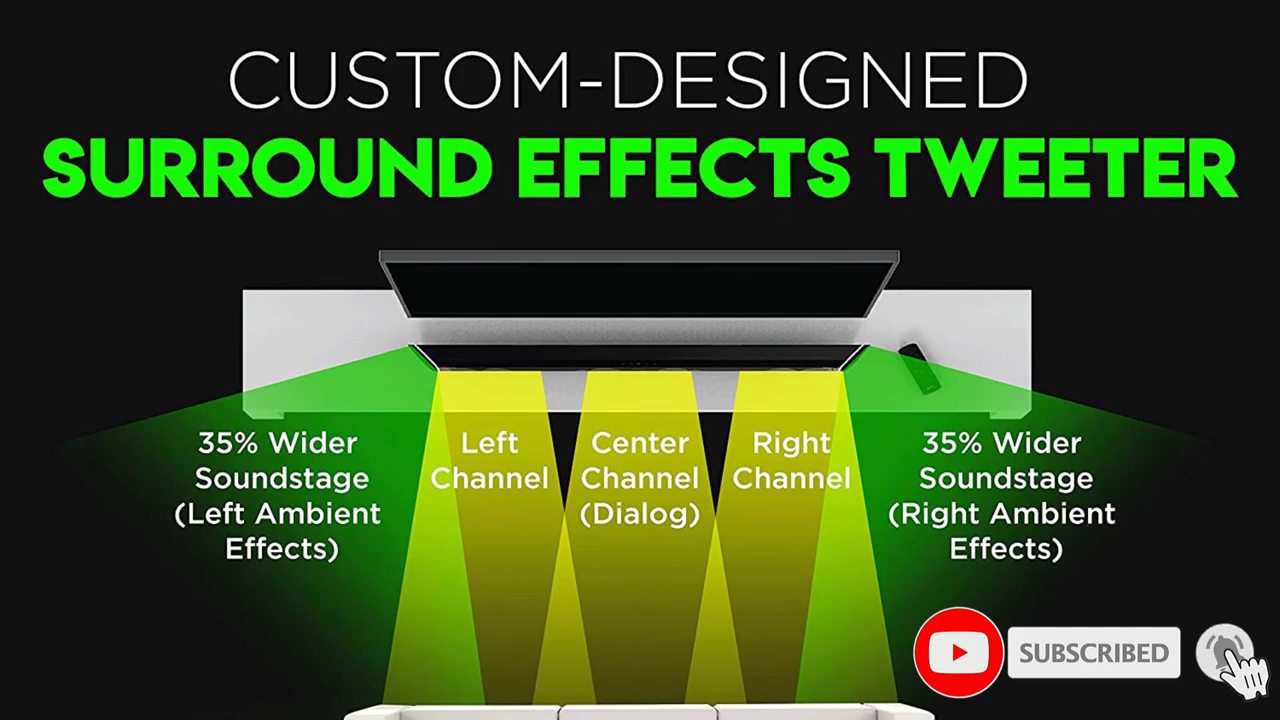 CUSTOM-DESIGNED
SURROUND EFFECTS TWEETER
35% Wider
Soundstage
(Left Ambient
Effects)
Left
Channel
Center
Channel
(Dialog)
Right
Channel
35% Wider
Soundstage
(Right Ambient
Effects)
SUBSCRIBED